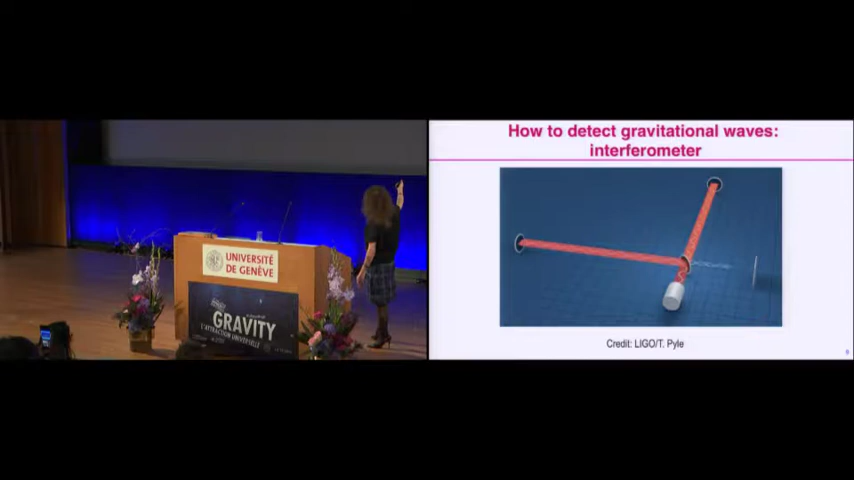 UNIVERSITÉ
DE GENÈVE
GRAVITY
L'ATTRACTION UNIVERSELLE
How to detect gravitational waves:
interferometer
Credit: LIGO/T. Pyle